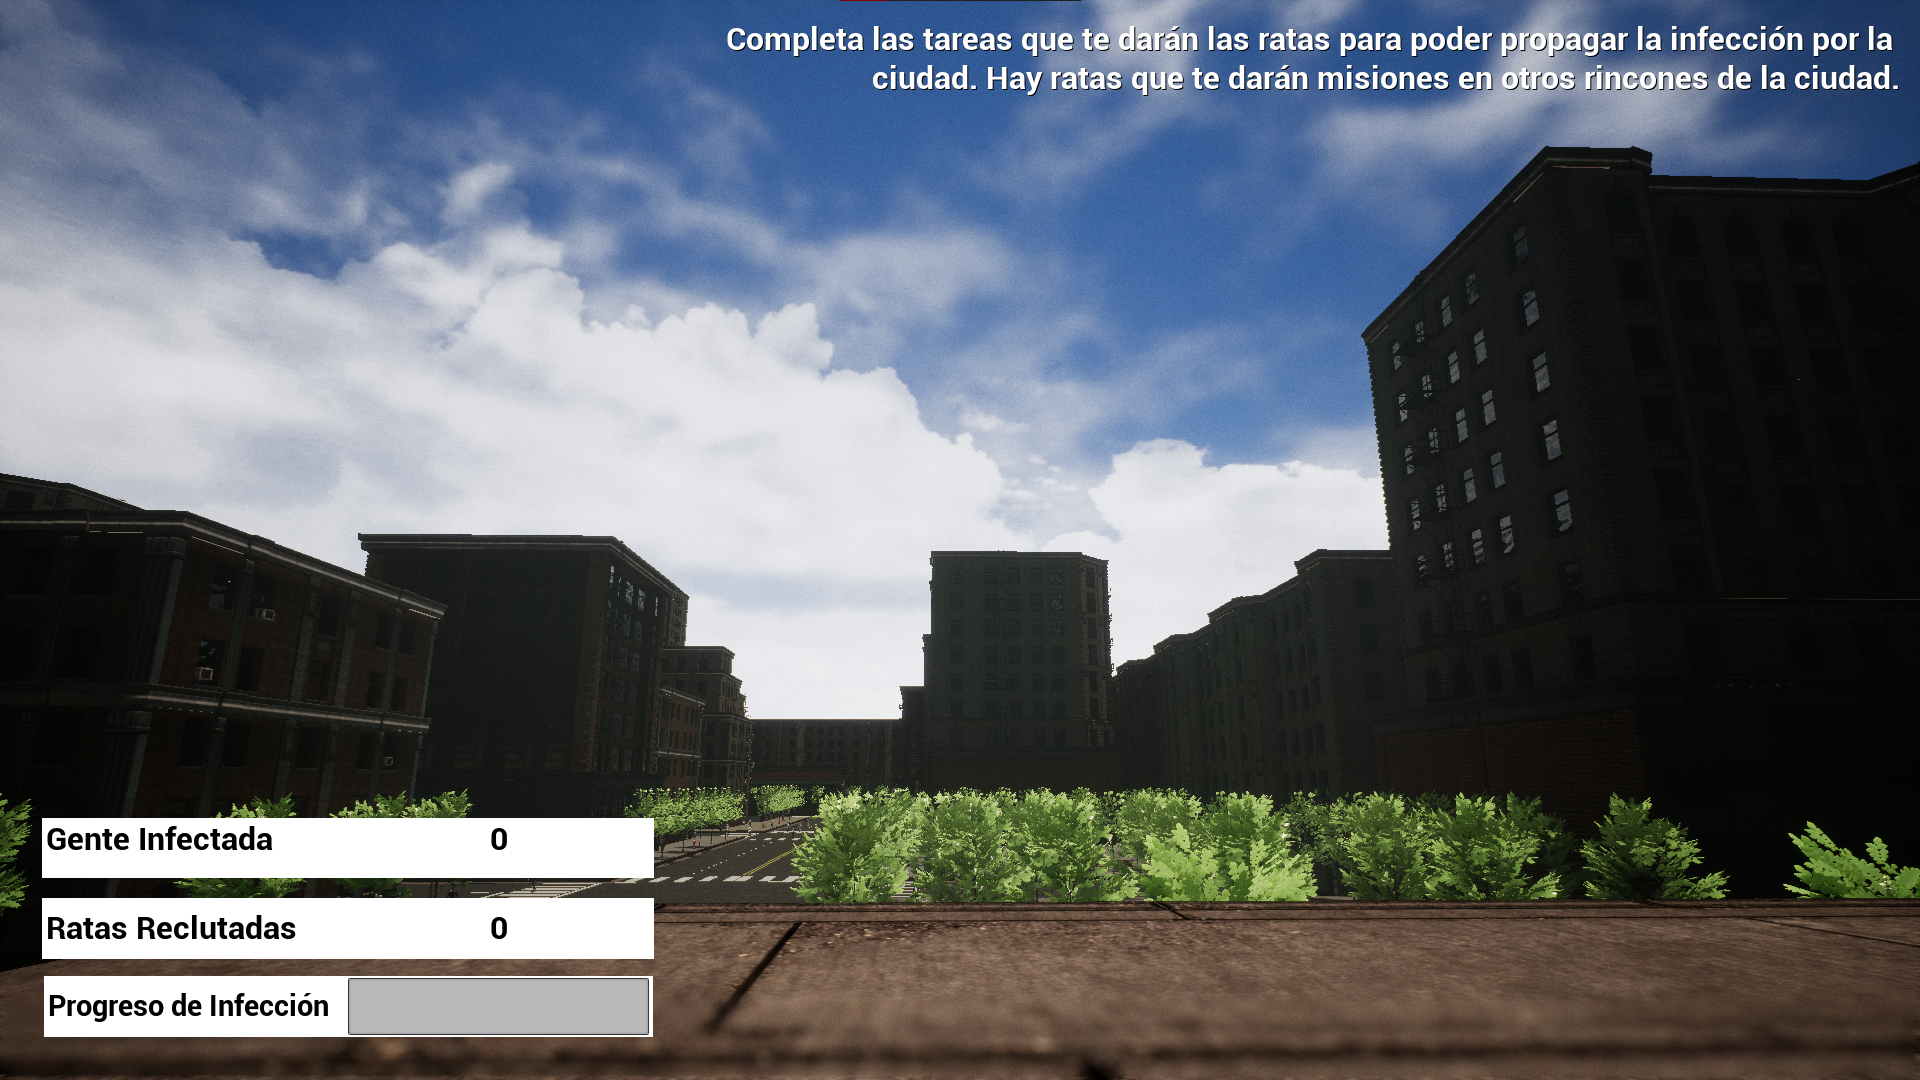 Completa las tareas que te darán las ratas para poder propagar la infección por la
ciudad. Hay ratas que te darán misiones en otros rincones de la ciudad.
Gente Infectada 0
Ratas Reclutadas 0
Progreso de Infección